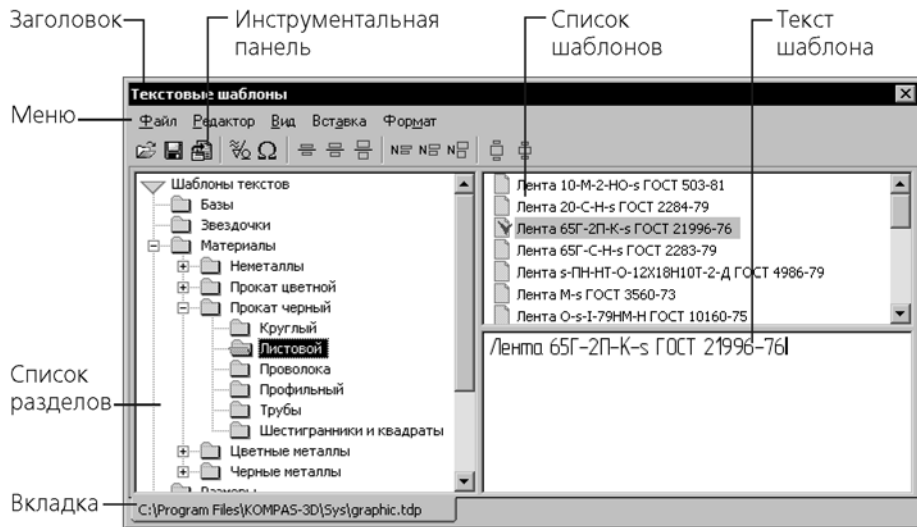 Заголовок
Инструментальная
панель
Список
шаблонов
Текст
шаблона
Текстовые шаблоны
Меню
Файл Редактор Вид Вставка Формат
Шаблоны текстов
Базы
Звездочки
Материалы
Неметаллы
Прокат цветной
Прокат черный
Круглый
Листовой
Проволока
Профильный
Трубы
Шестигранники и квадраты
Цветные металлы
Черные металлы
Размеры
Лента 10-М-2-НО-s ГОСТ 503-81
Лента 20-С-Н-s ГОСТ 2284-79
Лента 65Г-2П-К-s ГОСТ 21996-76
Лента 65Г-С-Н-s ГОСТ 2283-79
Лента s-ПН-НТ-О-12Х18Н10Т-2-Д ГОСТ 4986-79
Лента М-s ГОСТ 3560-73
Лента О-s-I-79НМ-Н ГОСТ 10160-75
Лента 65Г-2П-К-s ГОСТ 21996-76
Список
разделов
Вкладка
C:\Program Files\KOMPAS-3D\Sys\graphic.tdp